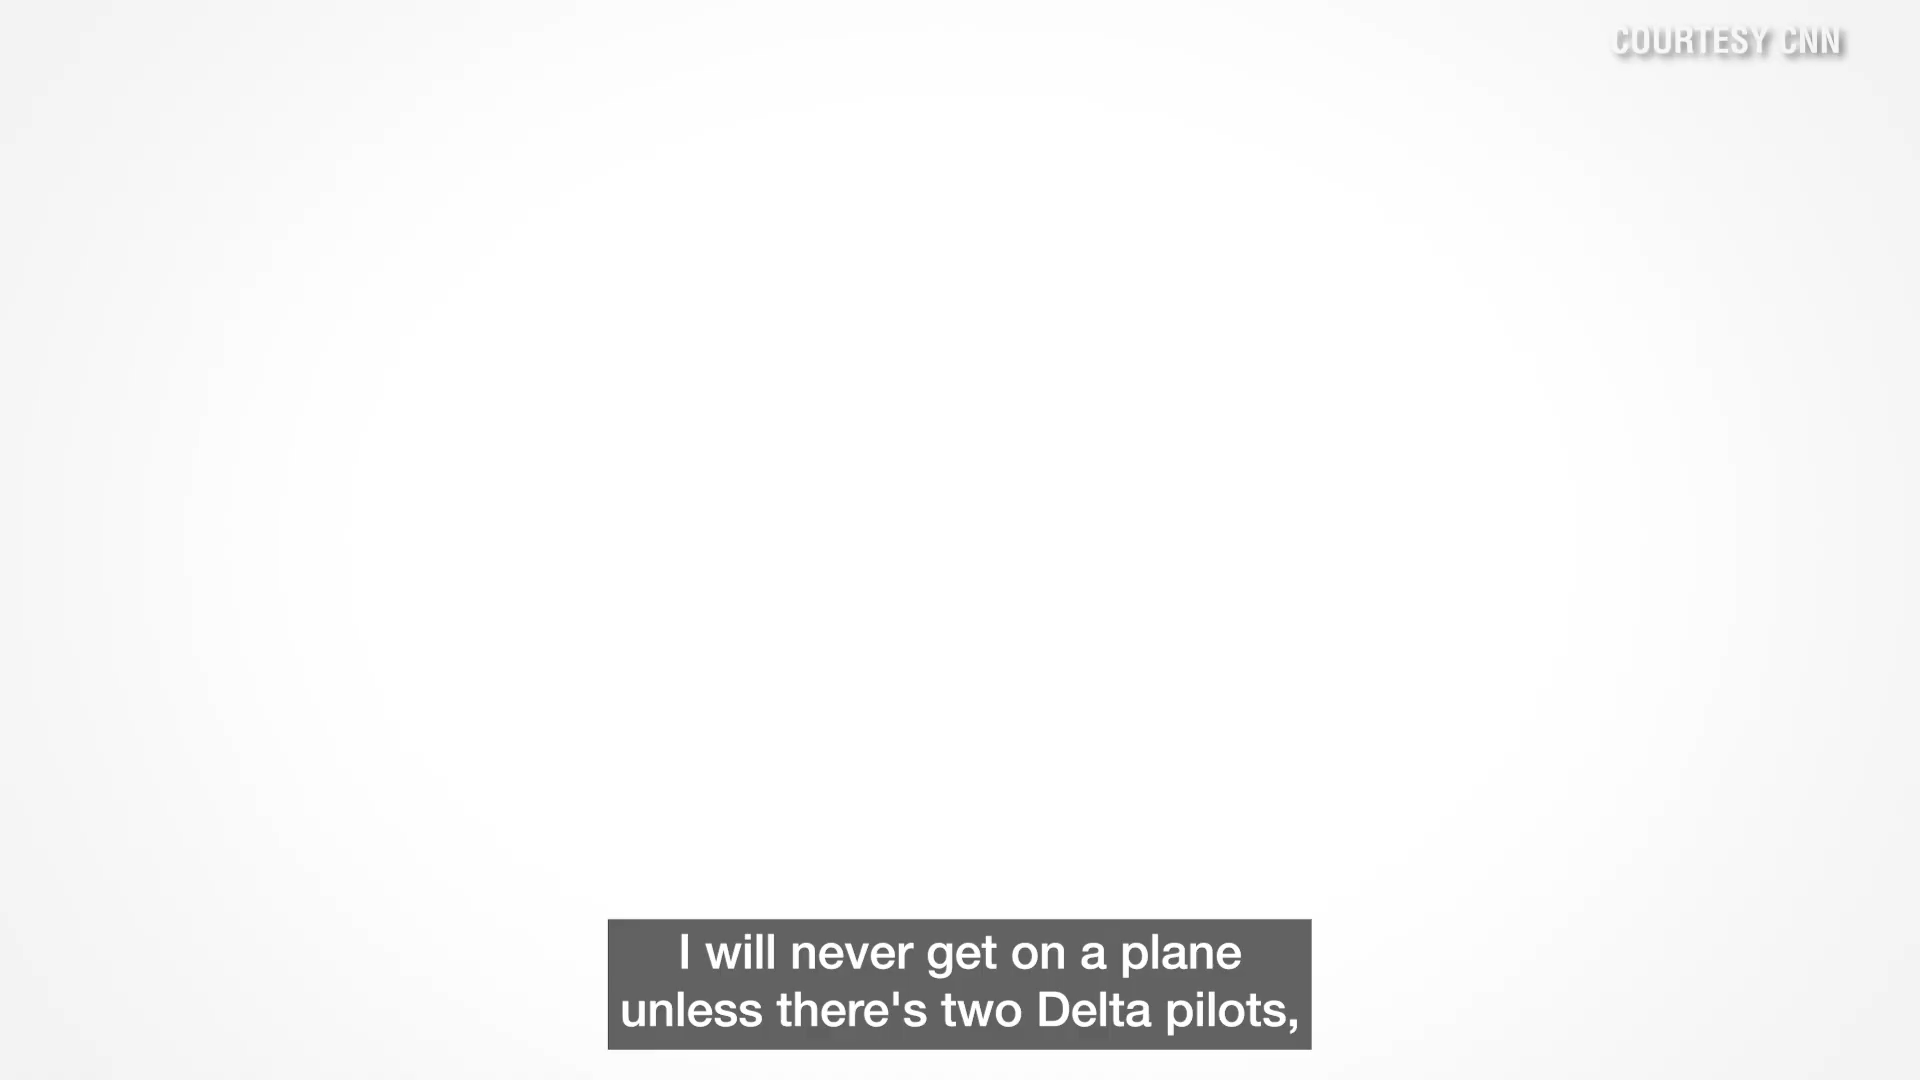 COURTESY CNN
I will never get on a plane
unless there's two Delta pilots,